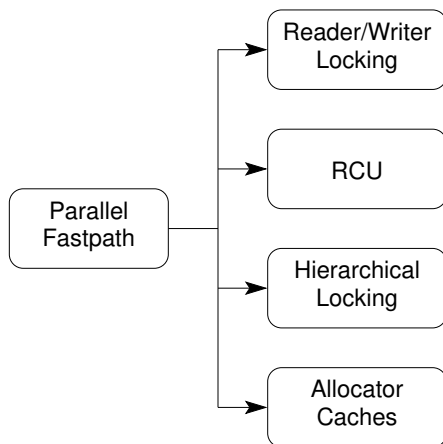 Reader/Writer
Locking
RCU
Parallel
Fastpath
Hierarchical
Locking
Allocator
Caches